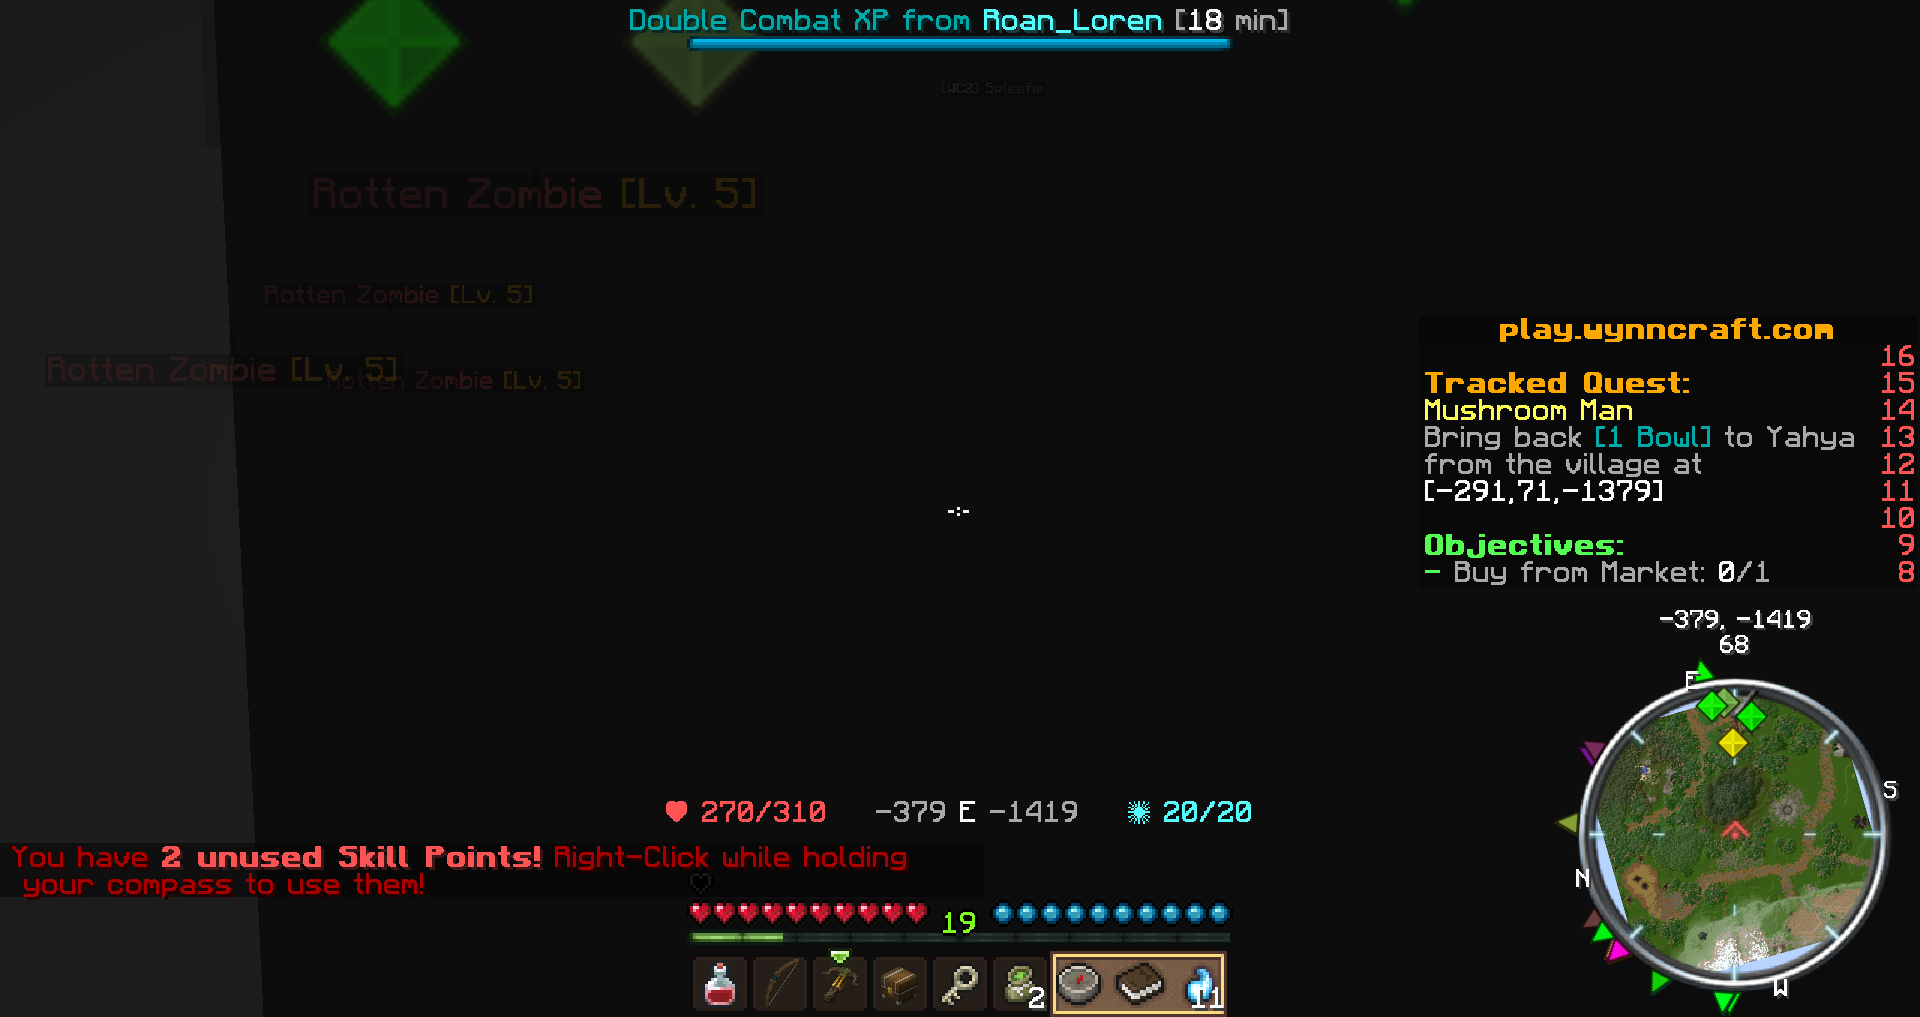 Double Combat XP from Roan_Loren [18 min]
[WC2] Spleefie
Rotten Zombie [Lv. 5]
Rotten Zombie [Lv. 5]
Rotten Zombie [Lv. 5]
Rotten Zombie [Lv. 5]
play.wynncraft.com
16
Tracked Quest: 15
Mushroom Man 14
Bring back [1 Bowl] to Yahya 13
from the village at 12
[-291,71,-1379] 11
10
Objectives: 9
- Buy from Market: 0/1 8
-379, -1419
68
E
S
N
W
270/310 -379 E -1419 20/20
You have 2 unused Skill Points! Right-Click while holding
your compass to use them!
19
2
11